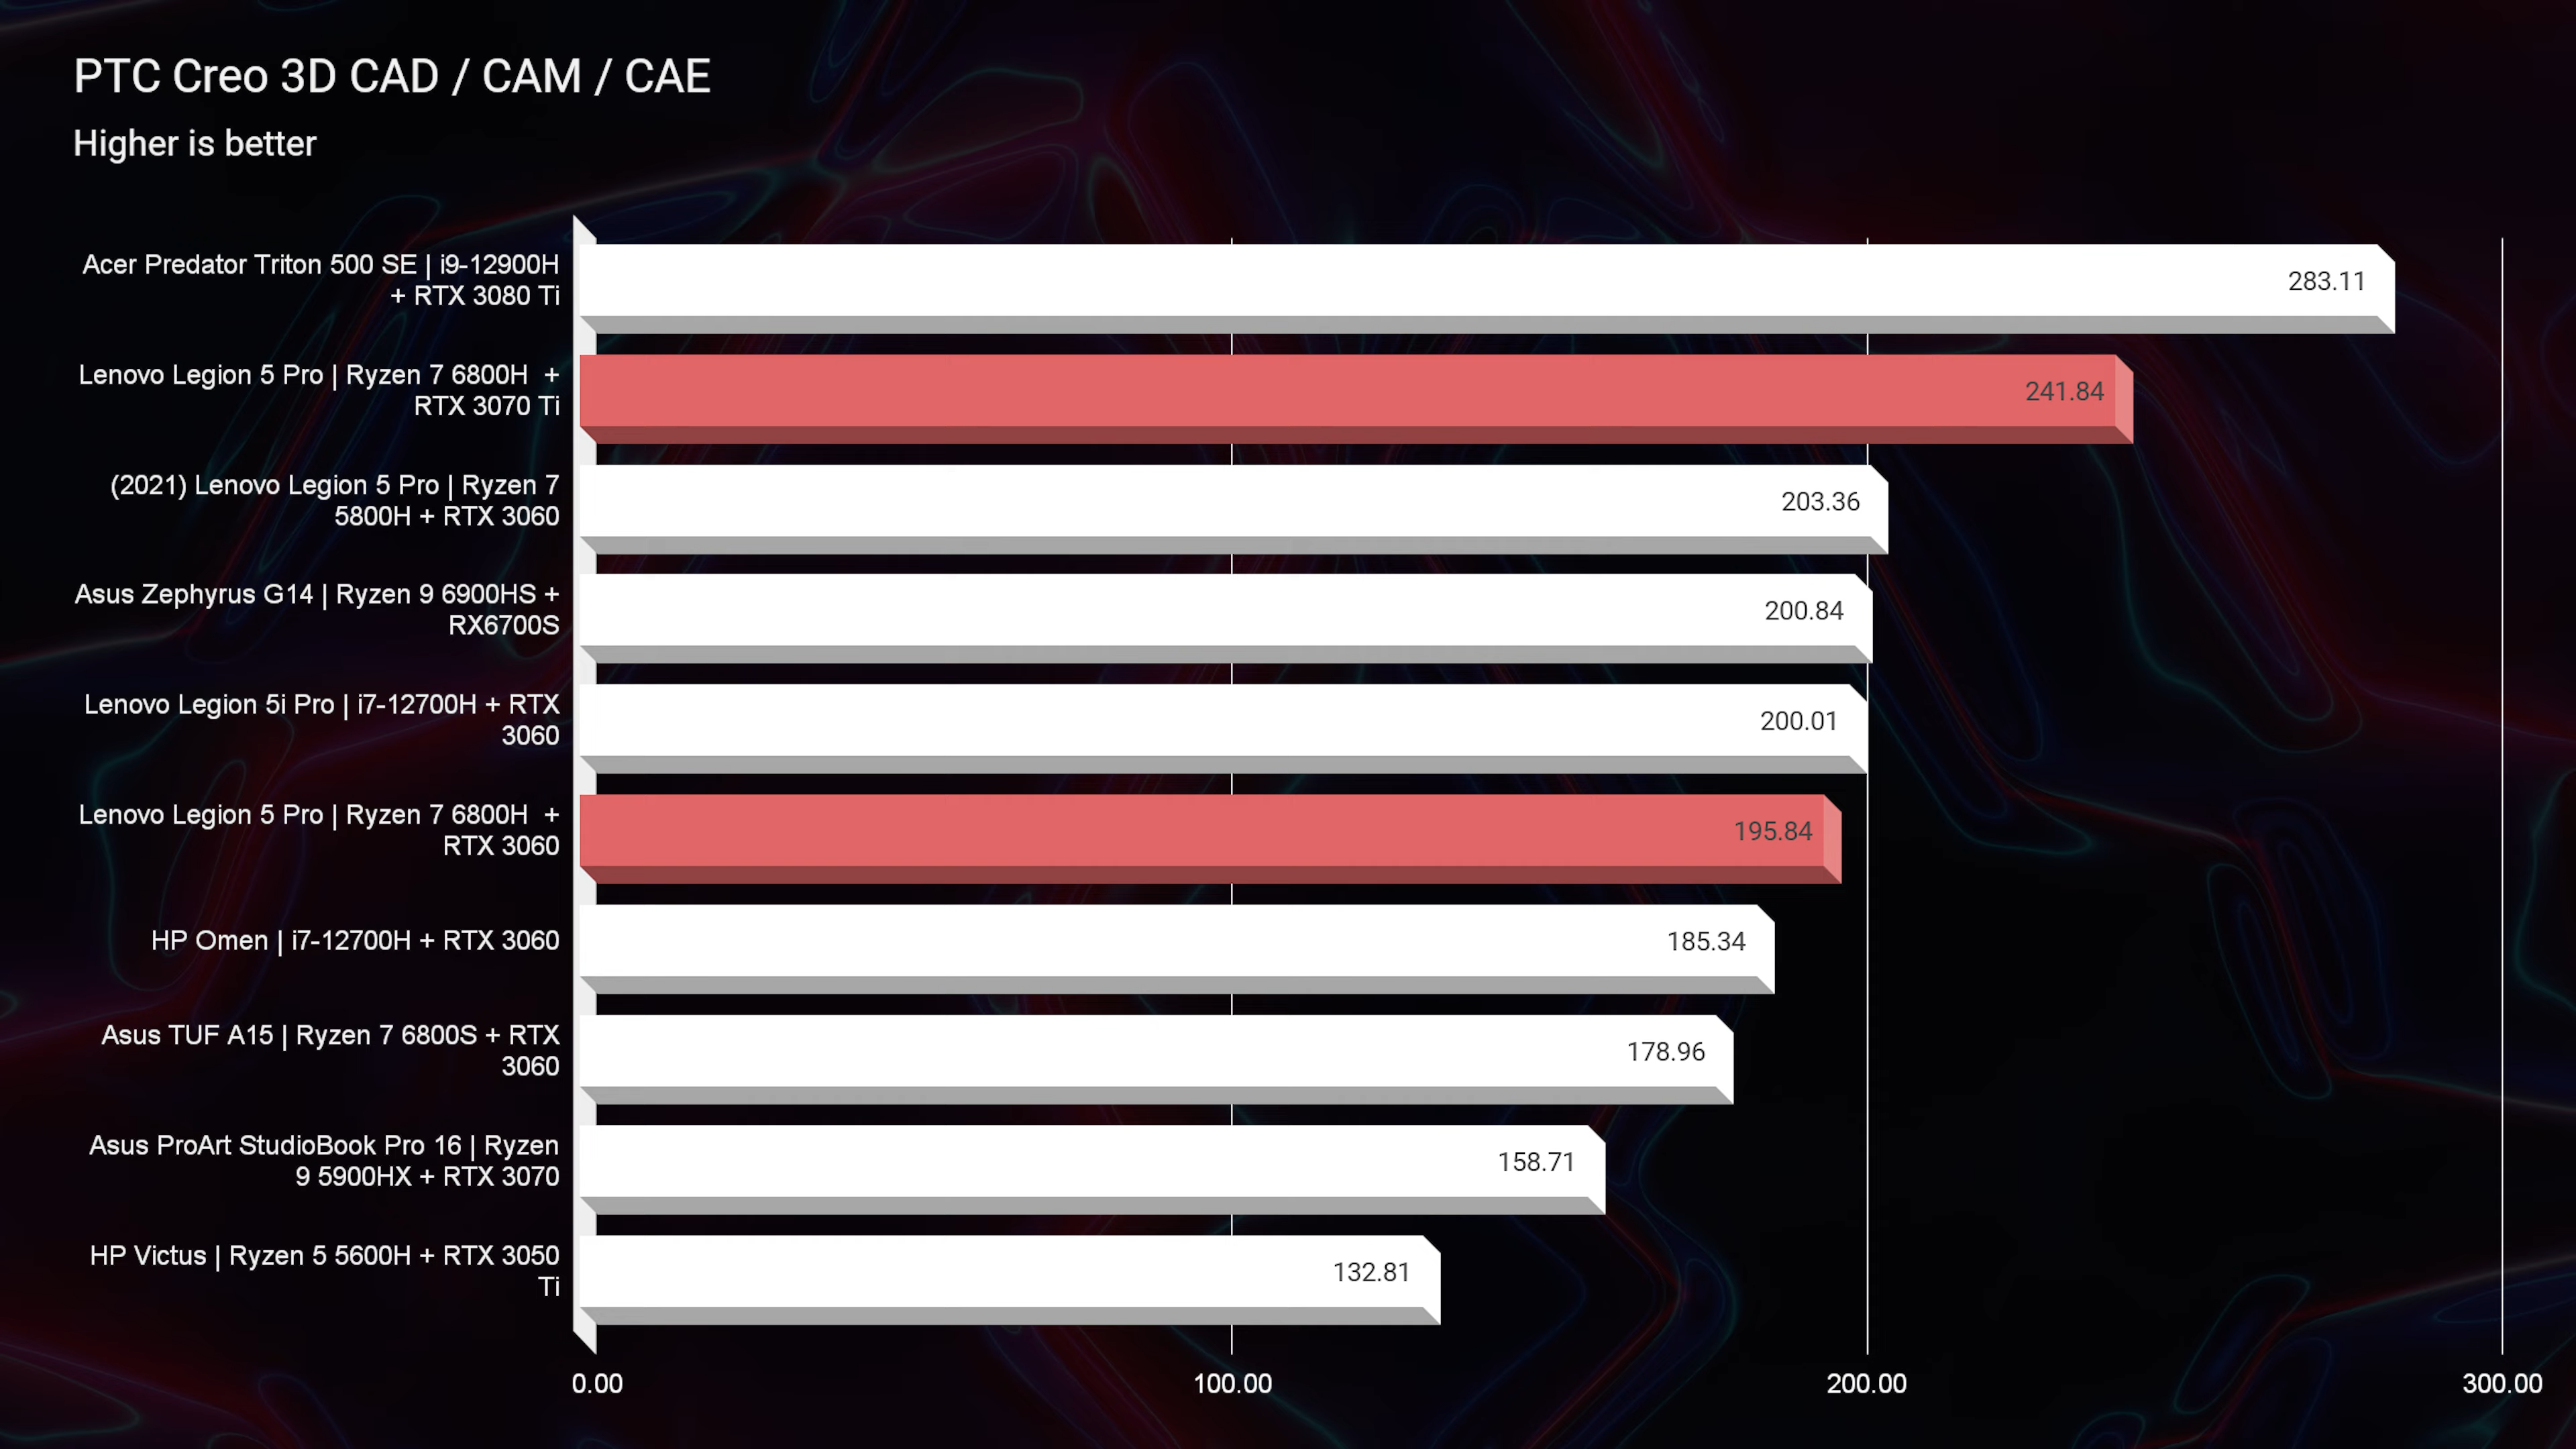 PTC Creo 3D CAD / CAM / CAE
Higher is better
Acer Predator Triton 500 SE | i9-12900H
+ RTX 3080 Ti
283.11
Lenovo Legion 5 Pro | Ryzen 7 6800H  +
RTX 3070 Ti
241.84
(2021) Lenovo Legion 5 Pro | Ryzen 7
5800H + RTX 3060
203.36
Asus Zephyrus G14 | Ryzen 9 6900HS +
RX6700S
200.84
Lenovo Legion 5i Pro | i7-12700H + RTX
3060
200.01
Lenovo Legion 5 Pro | Ryzen 7 6800H  +
RTX 3060
195.84
HP Omen | i7-12700H + RTX 3060
185.34
Asus TUF A15 | Ryzen 7 6800S + RTX
3060
178.96
Asus ProArt StudioBook Pro 16 | Ryzen
9 5900HX + RTX 3070
158.71
HP Victus | Ryzen 5 5600H + RTX 3050
Ti
132.81
0.00 100.00 200.00 300.00